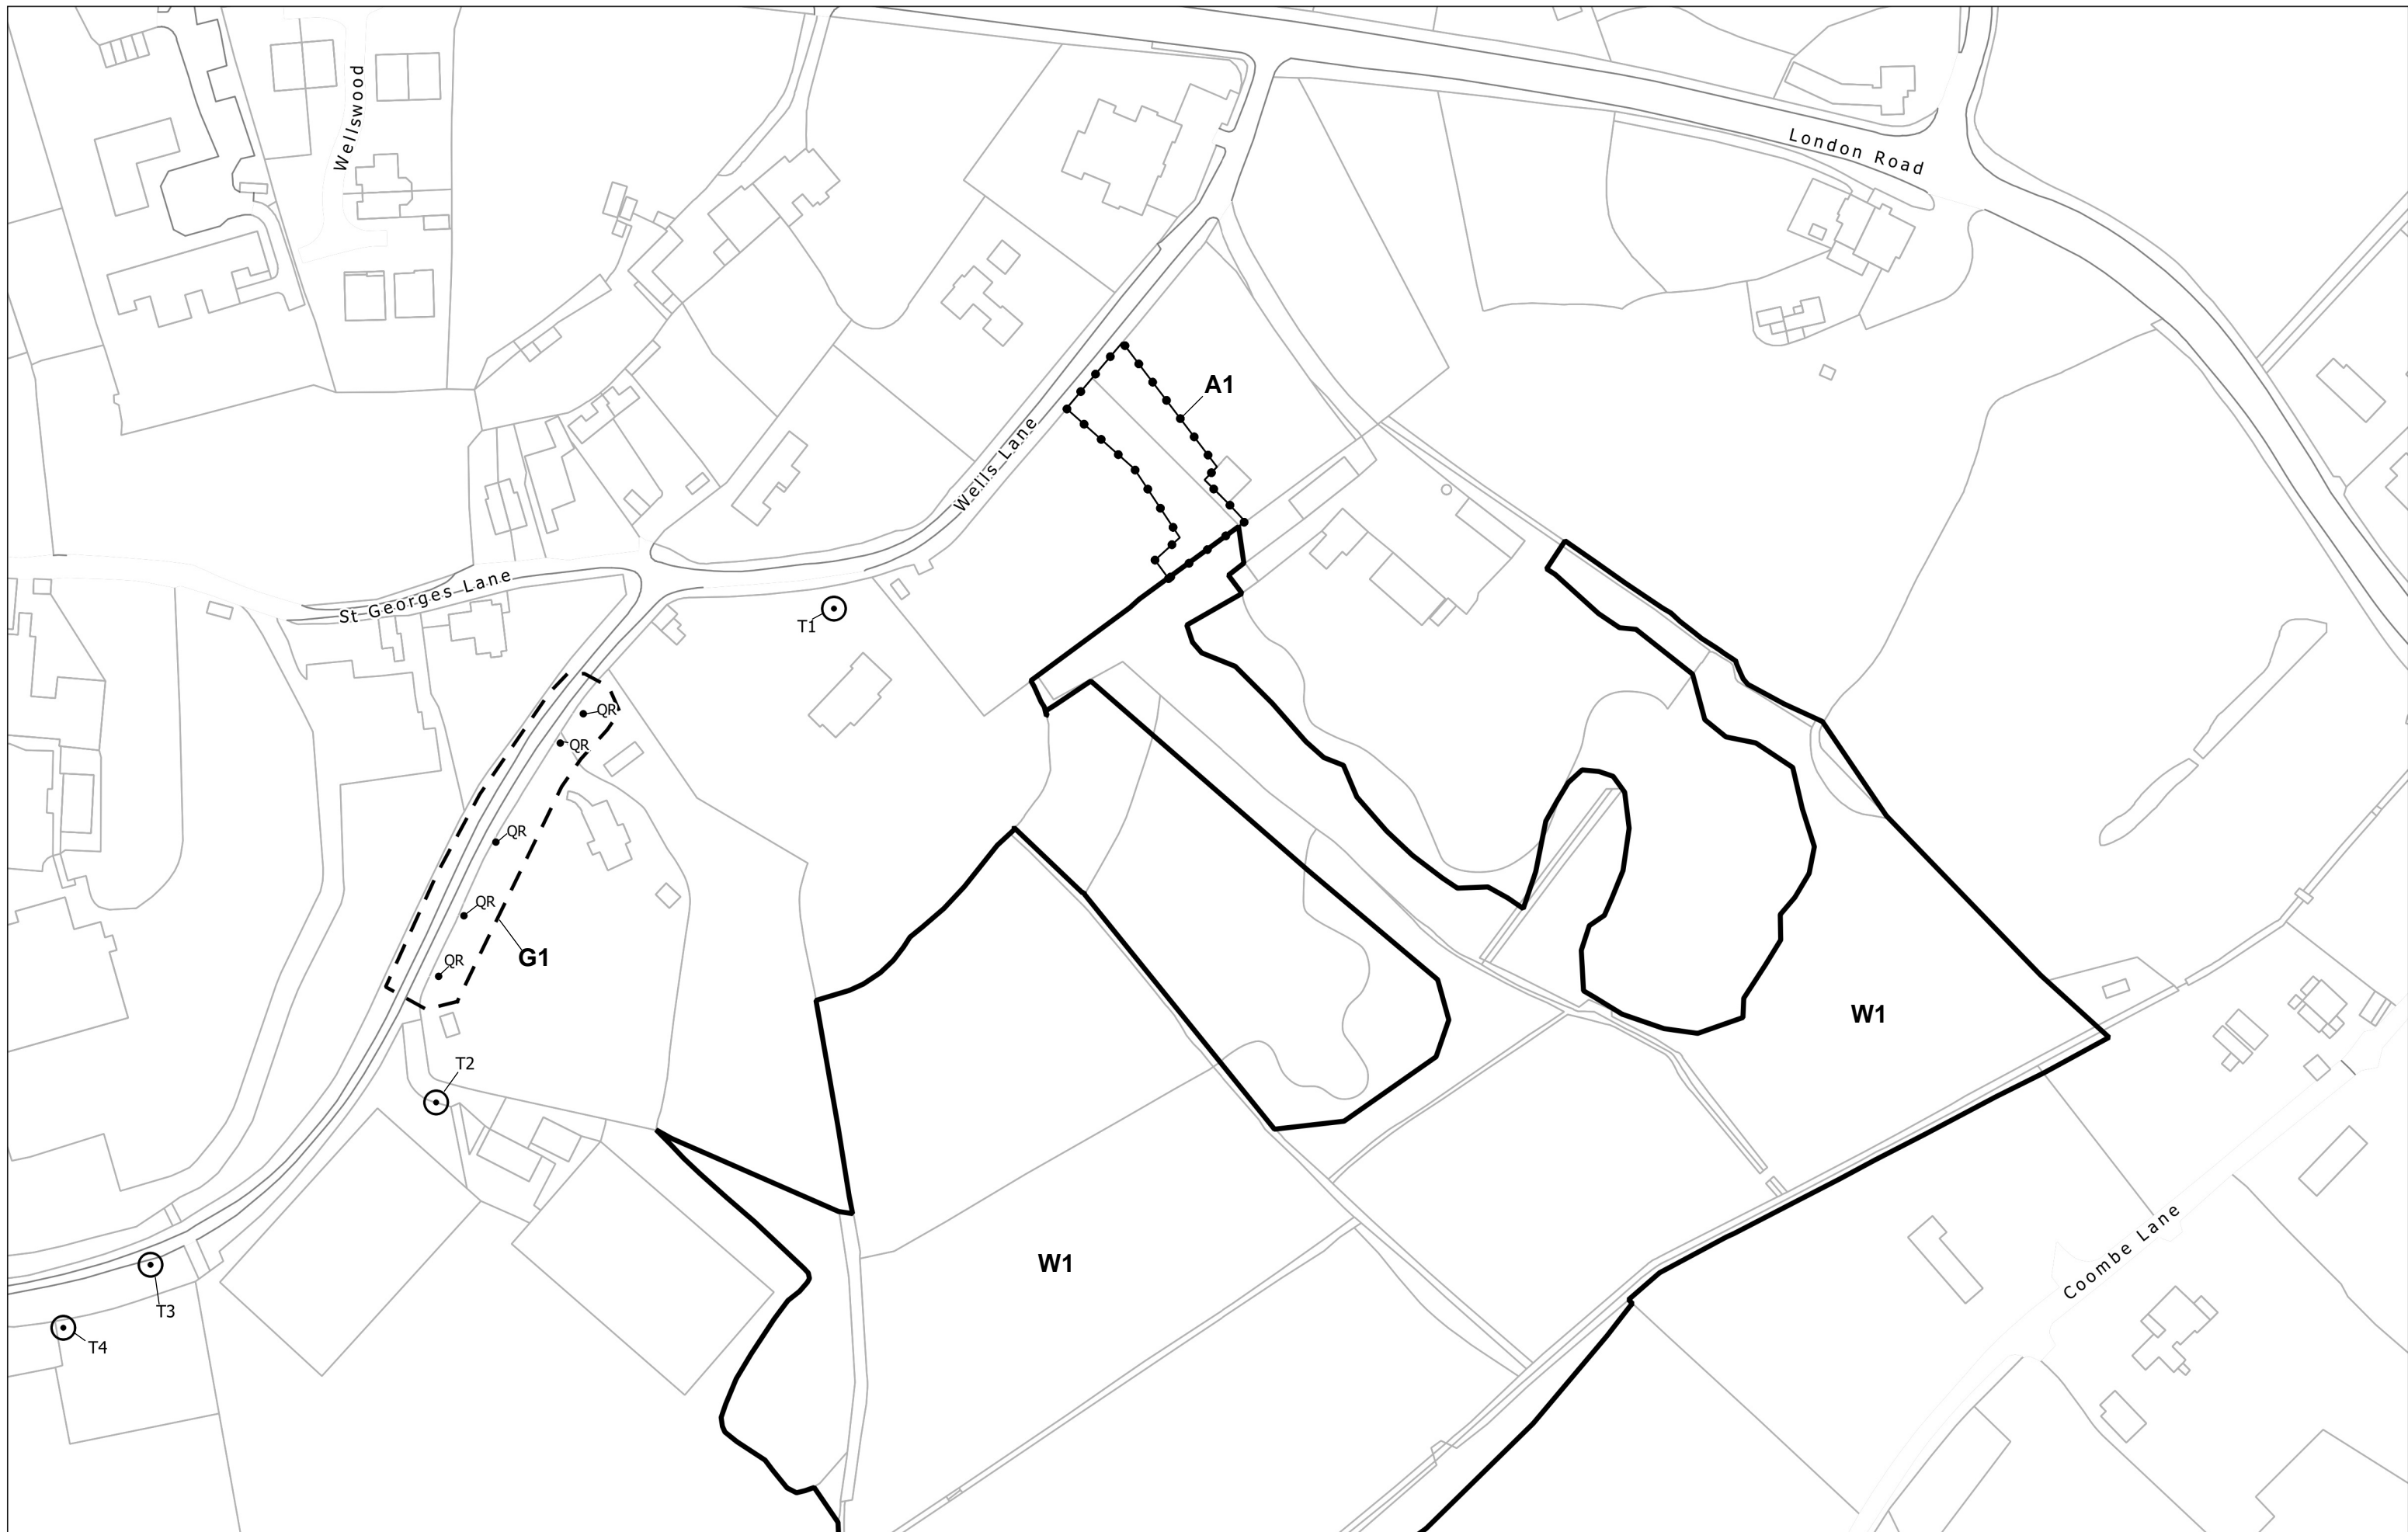 Wellswood
London Road
A1
Wells Lane
St Georges Lane
T1
QR
QR
QR
QR
QR
G1
W1
T2
Coombe Lane
W1
T3
T4